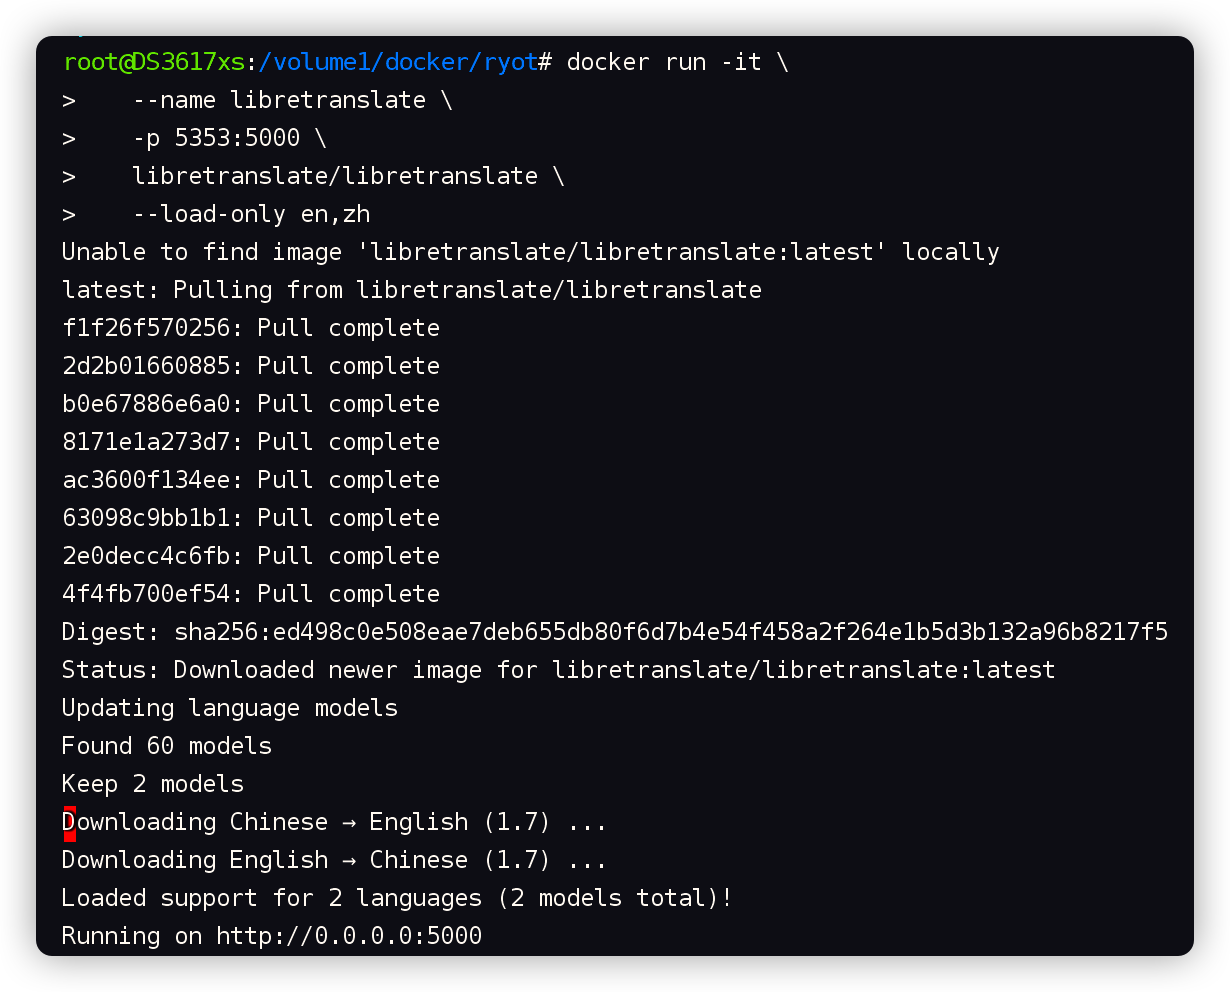 root@DS3617xs:/volume1/docker/ryot# docker run -it \
>    --name libretranslate \
>    -p 5353:5000 \
>    libretranslate/libretranslate \
>    --load-only en,zh
Unable to find image 'libretranslate/libretranslate:latest' locally
latest: Pulling from libretranslate/libretranslate
f1f26f570256: Pull complete
2d2b01660885: Pull complete
b0e67886e6a0: Pull complete
8171e1a273d7: Pull complete
ac3600f134ee: Pull complete
63098c9bb1b1: Pull complete
2e0decc4c6fb: Pull complete
4f4fb700ef54: Pull complete
Digest: sha256:ed498c0e508eae7deb655db80f6d7b4e54f458a2f264e1b5d3b132a96b8217f5
Status: Downloaded newer image for libretranslate/libretranslate:latest
Updating language models
Found 60 models
Keep 2 models
Downloading Chinese → English (1.7) ...
Downloading English → Chinese (1.7) ...
Loaded support for 2 languages (2 models total)!
Running on http://0.0.0.0:5000